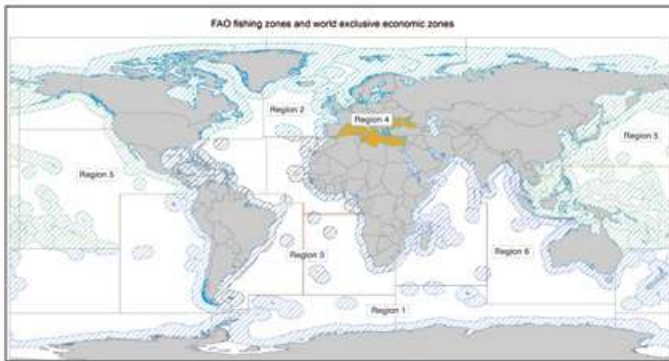 FAO fishing zones and world exclusive economic zones
Region 2
Region 4
Region 5
Region 5
Region 3
Region 6
Region 1